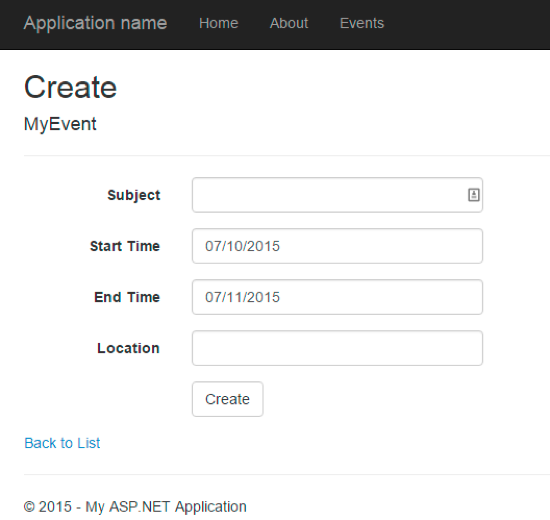 Application name Home About Events
Create
MyEvent
Subject
Start Time 07/10/2015
End Time 07/11/2015
Location
Create
Back to List
© 2015 - My ASP.NET Application